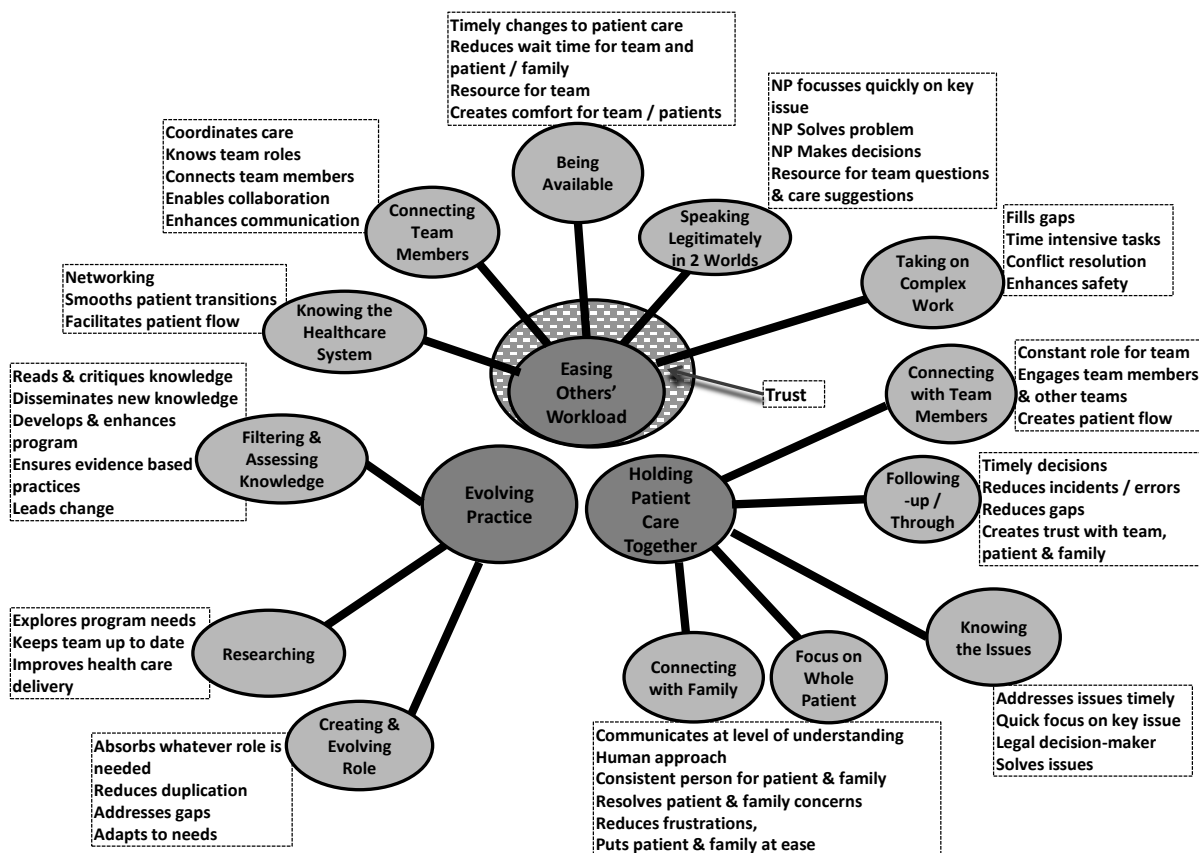 Timely changes to patient care
Reduces wait time for team and
patient / family
Resource for team
Creates comfort for team / patients
NP focusses quickly on key
issue
NP Solves problem
NP Makes decisions
Resource for team questions
& care suggestions
Coordinates care
Knows team roles
Connects team members
Enables collaboration
Enhances communication
Being
Available
Connecting
Team
Members
Speaking
Legitimately
in 2 Worlds
Fills gaps
Time intensive tasks
Conflict resolution
Enhances safety
Taking on
Complex
Work
Networking
Smooths patient transitions
Facilitates patient flow
Knowing the
Healthcare
System
Easing
Others’
Workload
Trust
Constant role for team
Engages team members
& other teams
Creates patient flow
Connecting
with Team
Members
Reads & critiques knowledge
Disseminates new knowledge
Develops & enhances
program
Ensures evidence based
practices
Leads change
Filtering &
Assessing
Knowledge
Evolving
Practice
Holding
Patient
Care
Together
Following
-up /
Through
Timely decisions
Reduces incidents / errors
Reduces gaps
Creates trust with team,
patient & family
Explores program needs
Keeps team up to date
Improves health care
delivery
Researching
Knowing
the Issues
Connecting
with Family
Focus on
Whole
Patient
Addresses issues timely
Quick focus on key issue
Legal decision-maker
Solves issues
Creating &
Evolving
Role
Absorbs whatever role is
needed
Reduces duplication
Addresses gaps
Adapts to needs
Communicates at level of understanding
Human approach
Consistent person for patient & family
Resolves patient & family concerns
Reduces frustrations,
Puts patient & family at ease